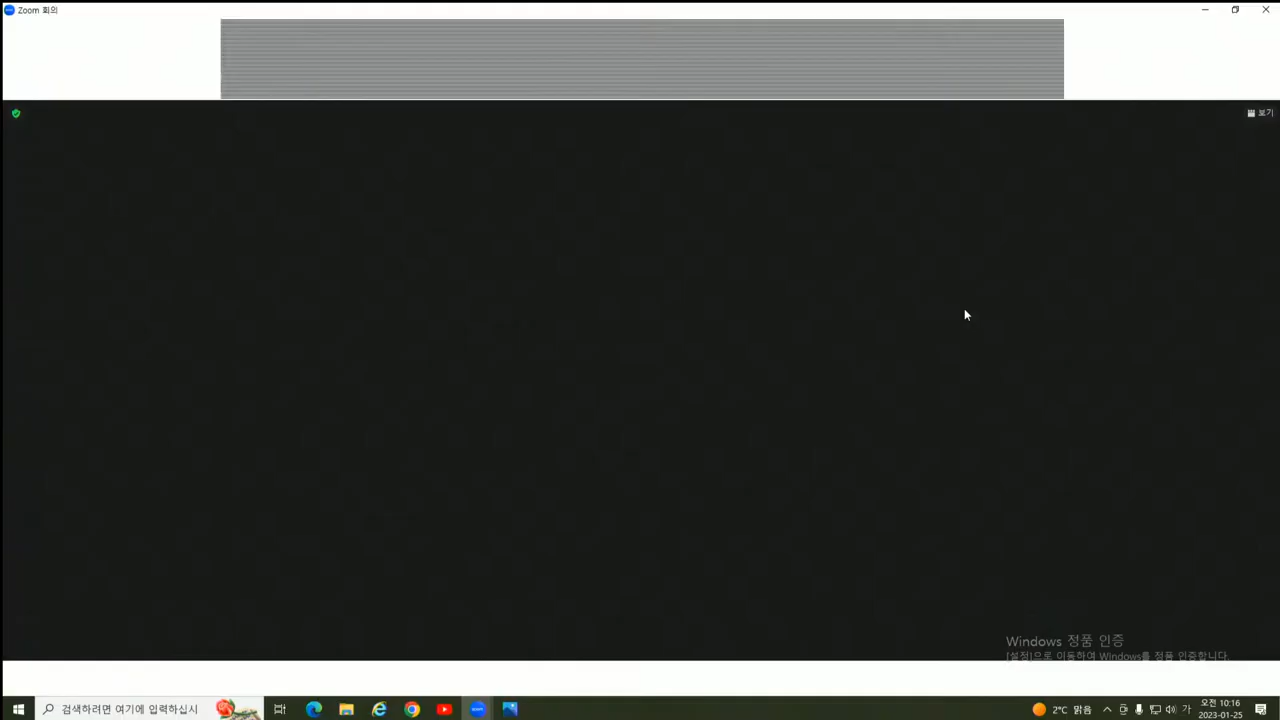 Zoom 회의
보기
Windows 정품 인증
[설정]으로 이동하여 Windows를 정품 인증합니다.
검색하려면 여기에 입력하십시
zoom
2°C 맑음
가
오전 10:16
2023-01-25